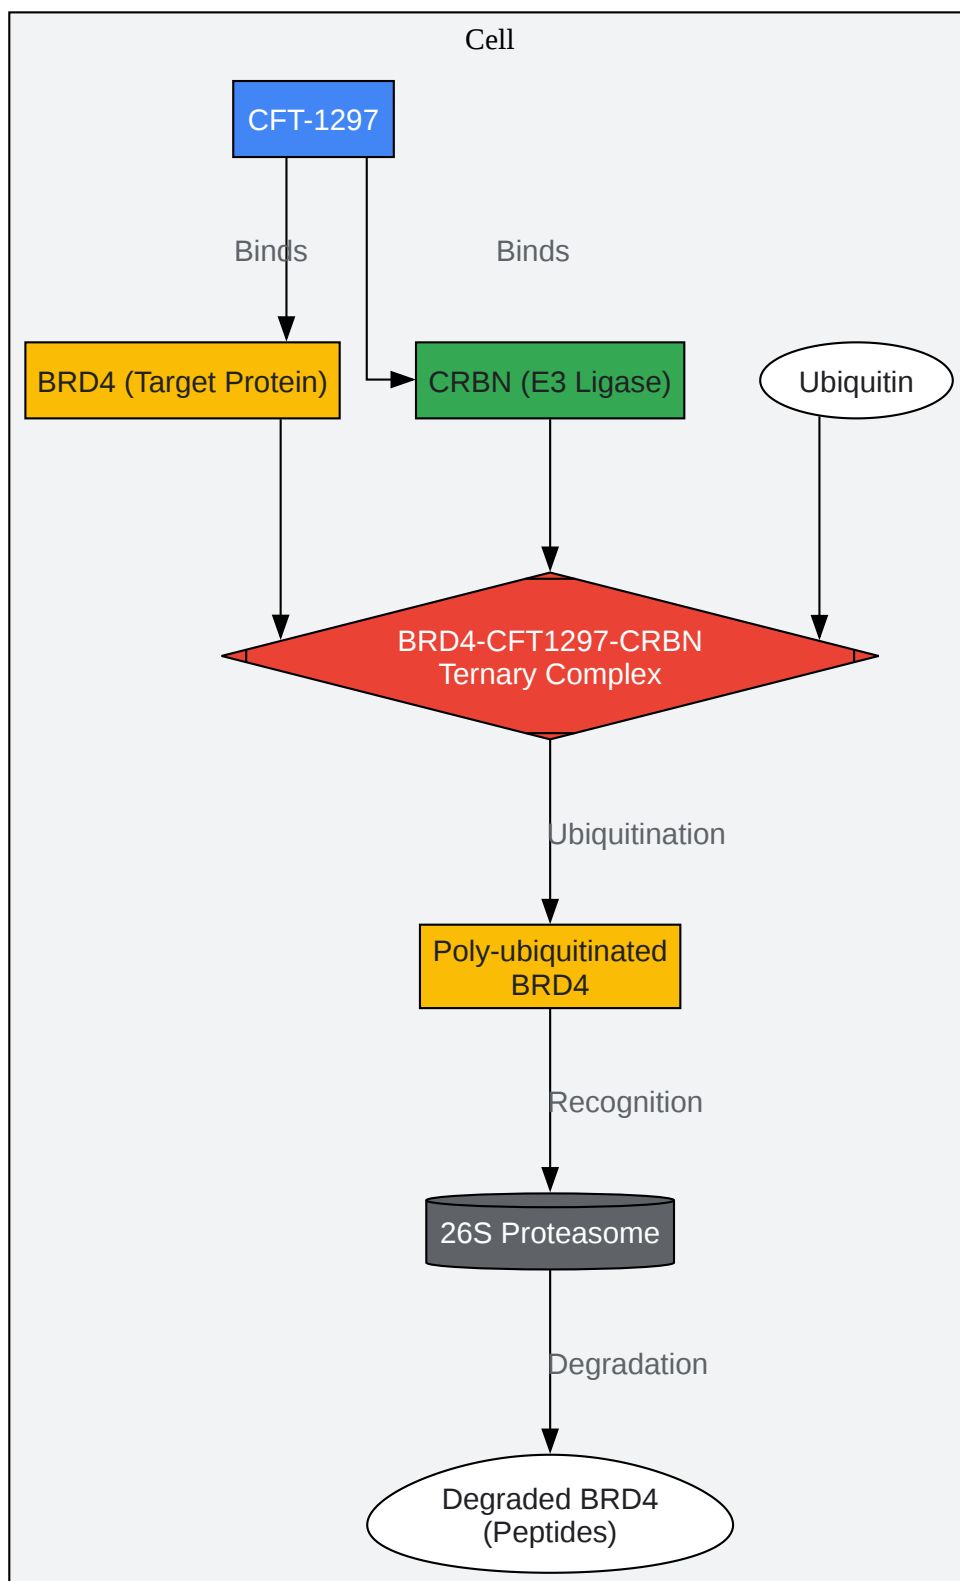 Cell
CFT-1297
Binds
Binds
BRD4 (Target Protein)
CRBN (E3 Ligase)
Ubiquitin
BRD4-CFT1297-CRBN
Ternary Complex
Ubiquitination
Poly-ubiquitinated
BRD4
Recognition
26S Proteasome
Degradation
Degraded BRD4
(Peptides)